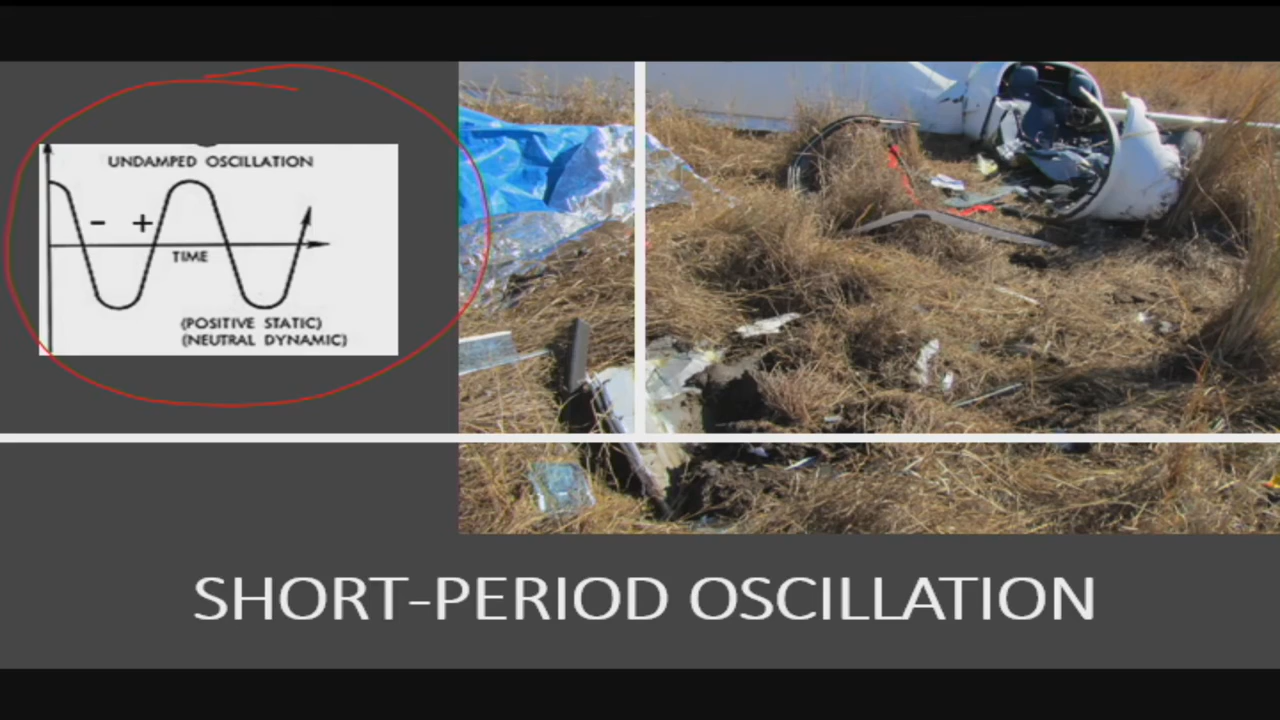 UNDAMPED OSCILLATION
- +
TIME
(POSITIVE STATIC)
(NEUTRAL DYNAMIC)
SHORT-PERIOD OSCILLATION